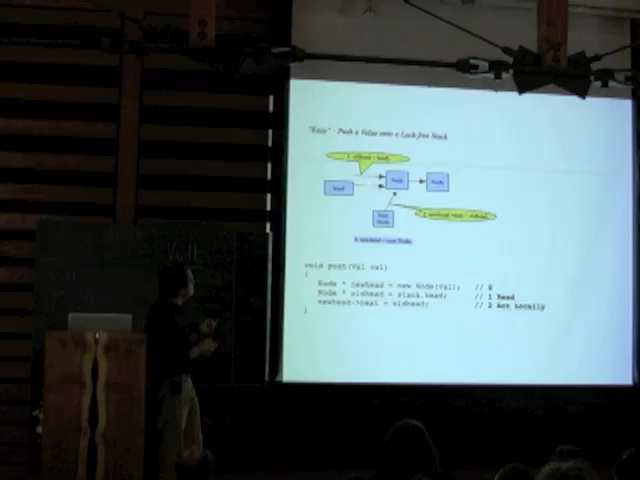 "Easy" - Push a Value onto a Lock-free Stack
1. oldhead = head;
head
Node
Node
New Node
2. newhead->next = oldhead;
0. newhead = new Node;
void push(Val val)
{
Node * newhead = new Node(val); // 0
Node * oldhead = stack.head; // 1 Read
newhead->next = oldhead; // 2 Act Locally
}